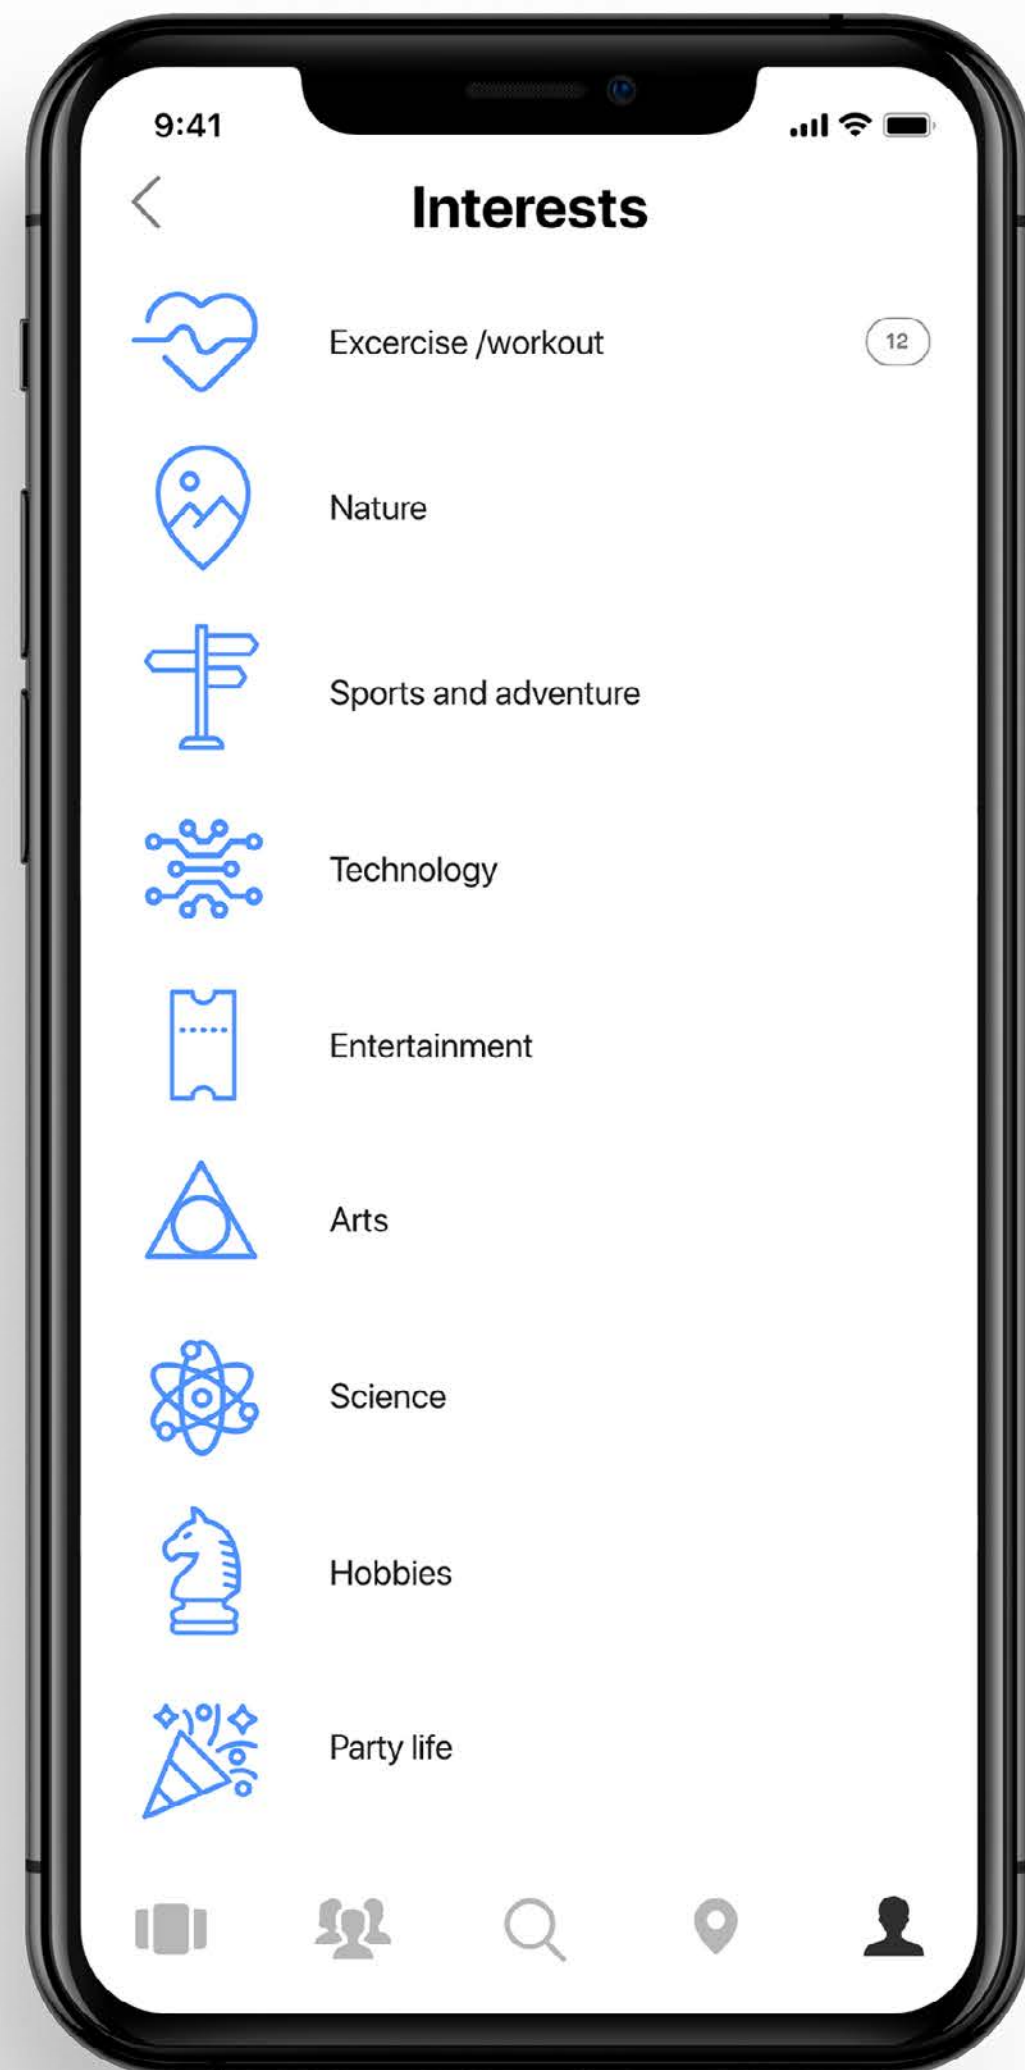 9:41
Interests
Excercise /workout
12
Nature
Sports and adventure
Technology
Entertainment
Arts
Science
Hobbies
Party life